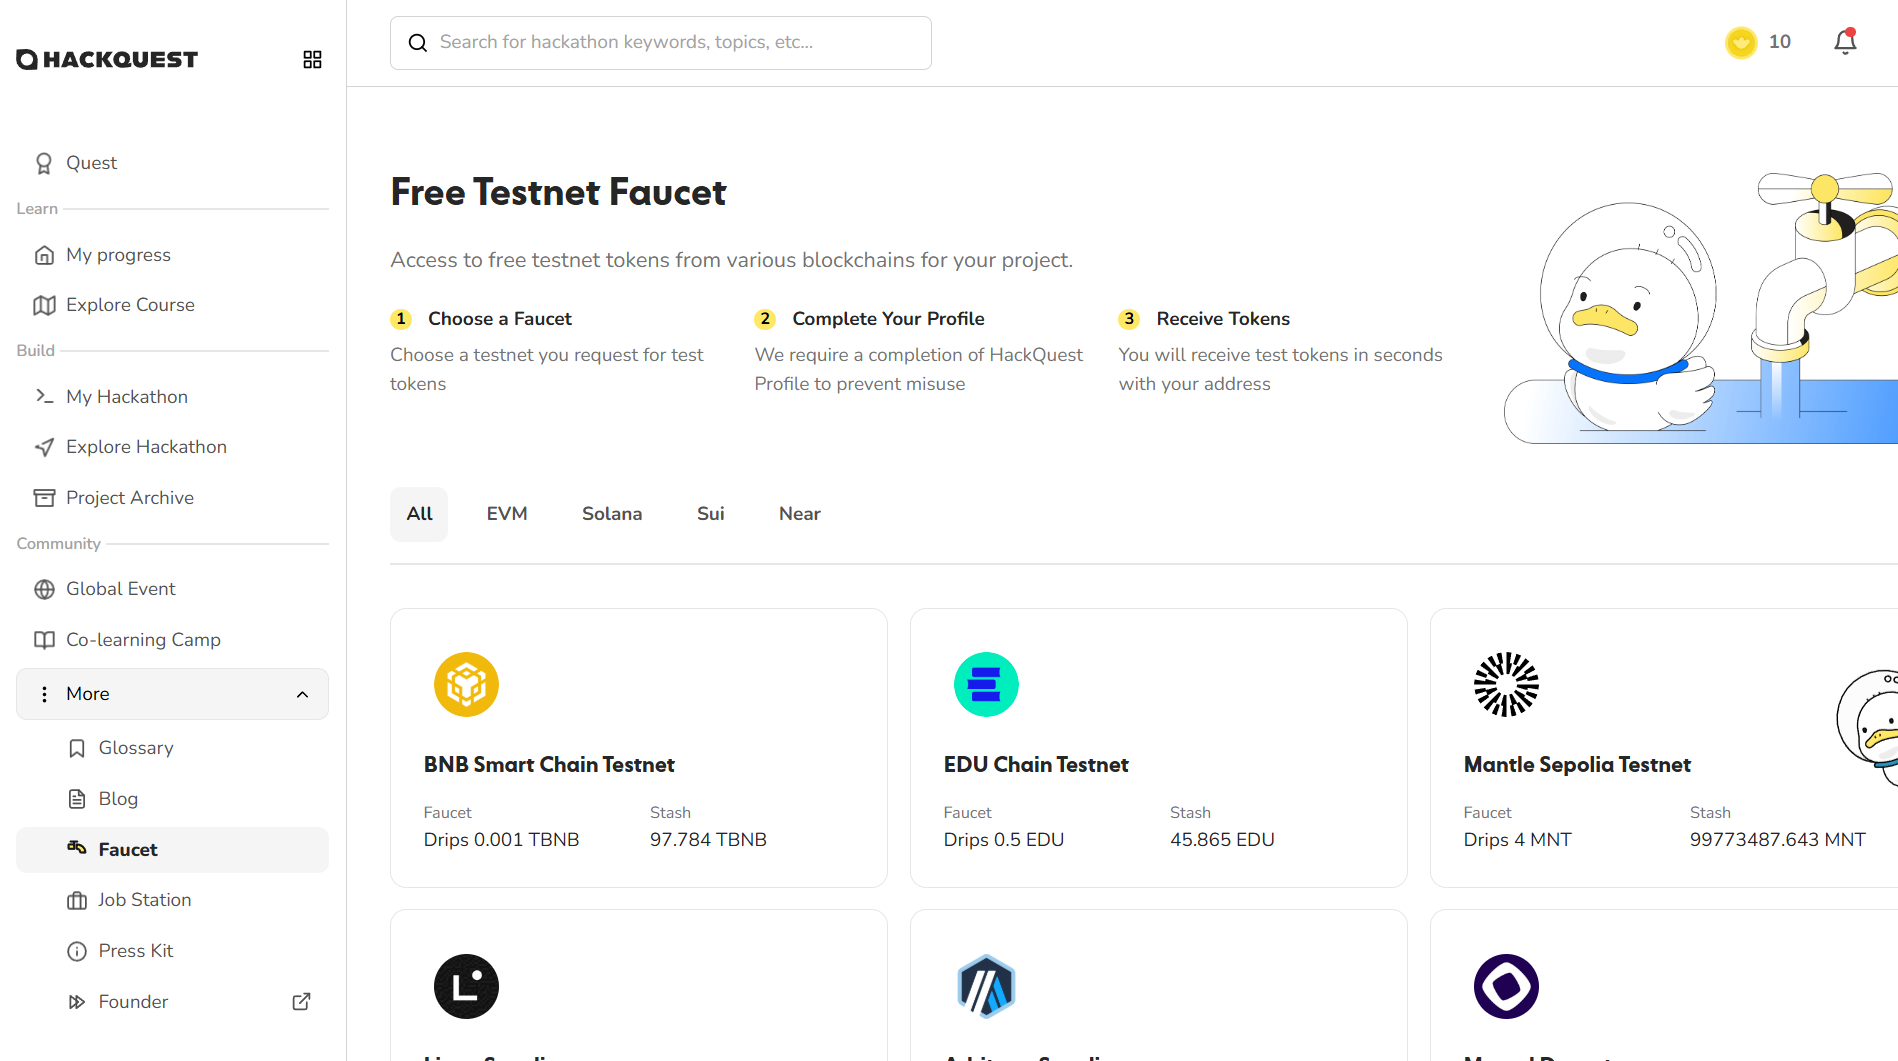 HACKQUEST
Search for hackathon keywords, topics, etc...
10
Quest
Learn
My progress
Explore Course
Build
My Hackathon
Explore Hackathon
Project Archive
Community
Global Event
Co-learning Camp
More
Glossary
Blog
Faucet
Job Station
Press Kit
Founder
Free Testnet Faucet
Access to free testnet tokens from various blockchains for your project.
1 Choose a Faucet
Choose a testnet you request for test
tokens
2 Complete Your Profile
We require a completion of HackQuest
Profile to prevent misuse
3 Receive Tokens
You will receive test tokens in seconds
with your address
All EVM Solana Sui Near
BNB Smart Chain Testnet
Faucet Stash
Drips 0.001 TBNB 97.784 TBNB
EDU Chain Testnet
Faucet Stash
Drips 0.5 EDU 45.865 EDU
Mantle Sepolia Testnet
Faucet Stash
Drips 4 MNT 99773487.643 MNT